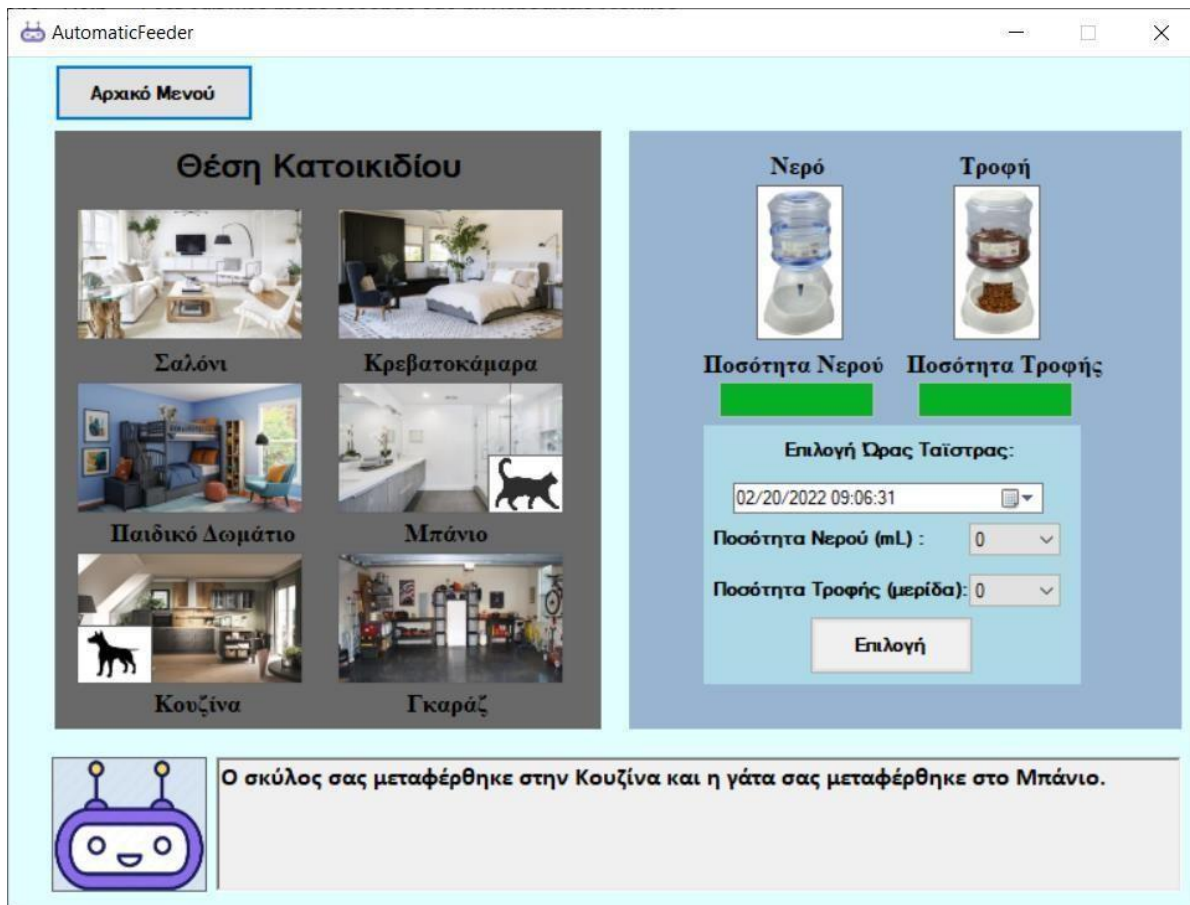 AutomaticFeeder
Αρχικό Μενού
Θέση Κατοικιδίου
Σαλόνι
Κρεβατοκάμαρα
Παιδικό Δωμάτιο
Μπάνιο
Κουζίνα
Γκαράζ
Νερό
Τροφή
Ποσότητα Νερού
Ποσότητα Τροφής
Επιλογή Ώρας Ταϊστρας:
02/20/2022 09:06:31
Ποσότητα Νερού (mL) : 0
Ποσότητα Τροφής (μερίδα): 0
Επιλογή
Ο σκύλος σας μεταφέρθηκε στην Κουζίνα και η γάτα σας μεταφέρθηκε στο Μπάνιο.